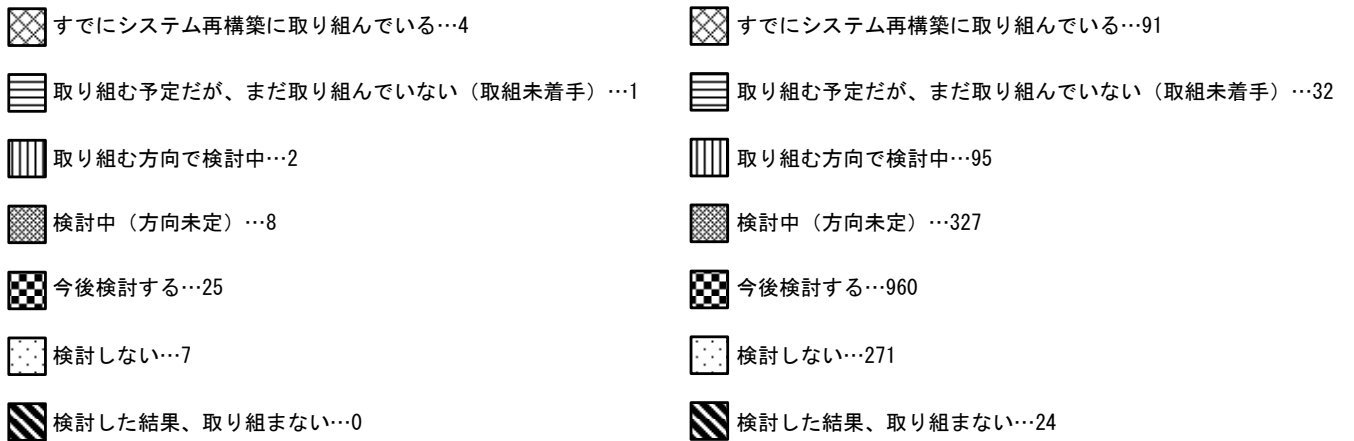 すでにシステム再構築に取り組んでいる…4
取り組む予定だが、まだ取り組んでいない（取組未着手）…1
取り組む方向で検討中…2
検討中（方向未定）…8
今後検討する…25
検討しない…7
検討した結果、取り組まない…0
すでにシステム再構築に取り組んでいる…91
取り組む予定だが、まだ取り組んでいない（取組未着手）…32
取り組む方向で検討中…95
検討中（方向未定）…327
今後検討する…960
検討しない…271
検討した結果、取り組まない…24